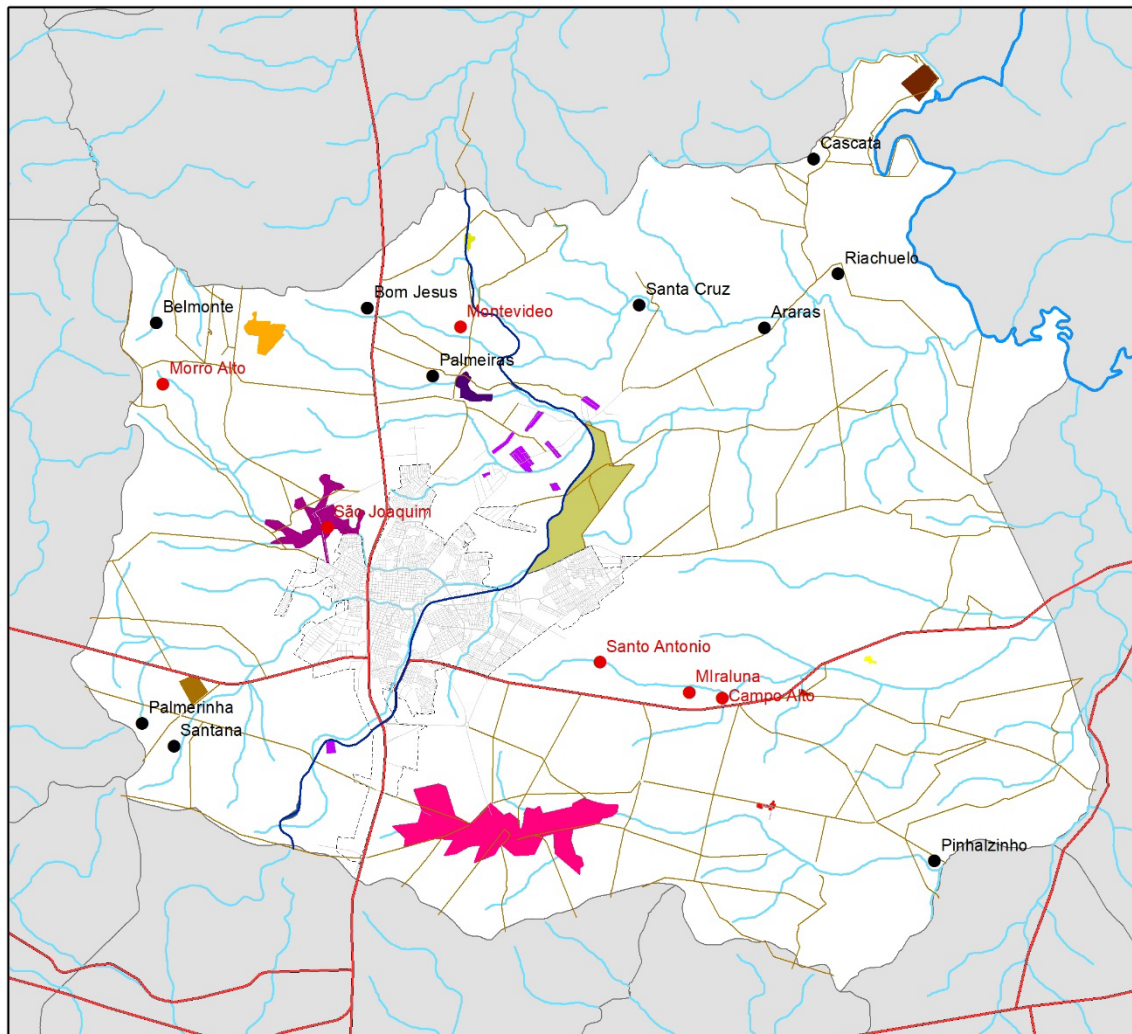 Cascata
Riachuelo
Santa Cruz
Bom Jesus
Belmonte
Montevideo
Araras
Palmeiras
Morro Alto
São Joaquim
Santo Antonio
MIraluna
Campo Alto
Palmerinha
Santana
Pinhalzinho